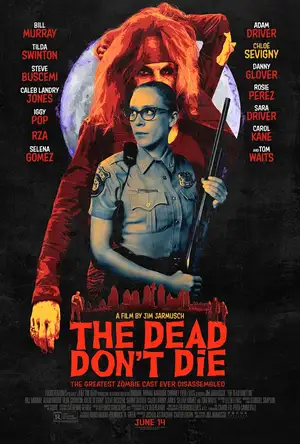 BILL
MURRAY
TILDA
SWINTON
STEVE
BUSCEMI
CALEB LANDRY
JONES
IGGY
POP
RZA
SELENA
GOMEZ
ADAM
DRIVER
CHLOË
SEVIGNY
DANNY
GLOVER
ROSIE
PEREZ
SARA
DRIVER
CAROL
KANE
AND TOM
WAITS
A FILM BY JIM JARMUSCH
THE DEAD
DON'T DIE
THE GREATEST ZOMBIE CAST EVER DISASSEMBLED
R
JUNE 14